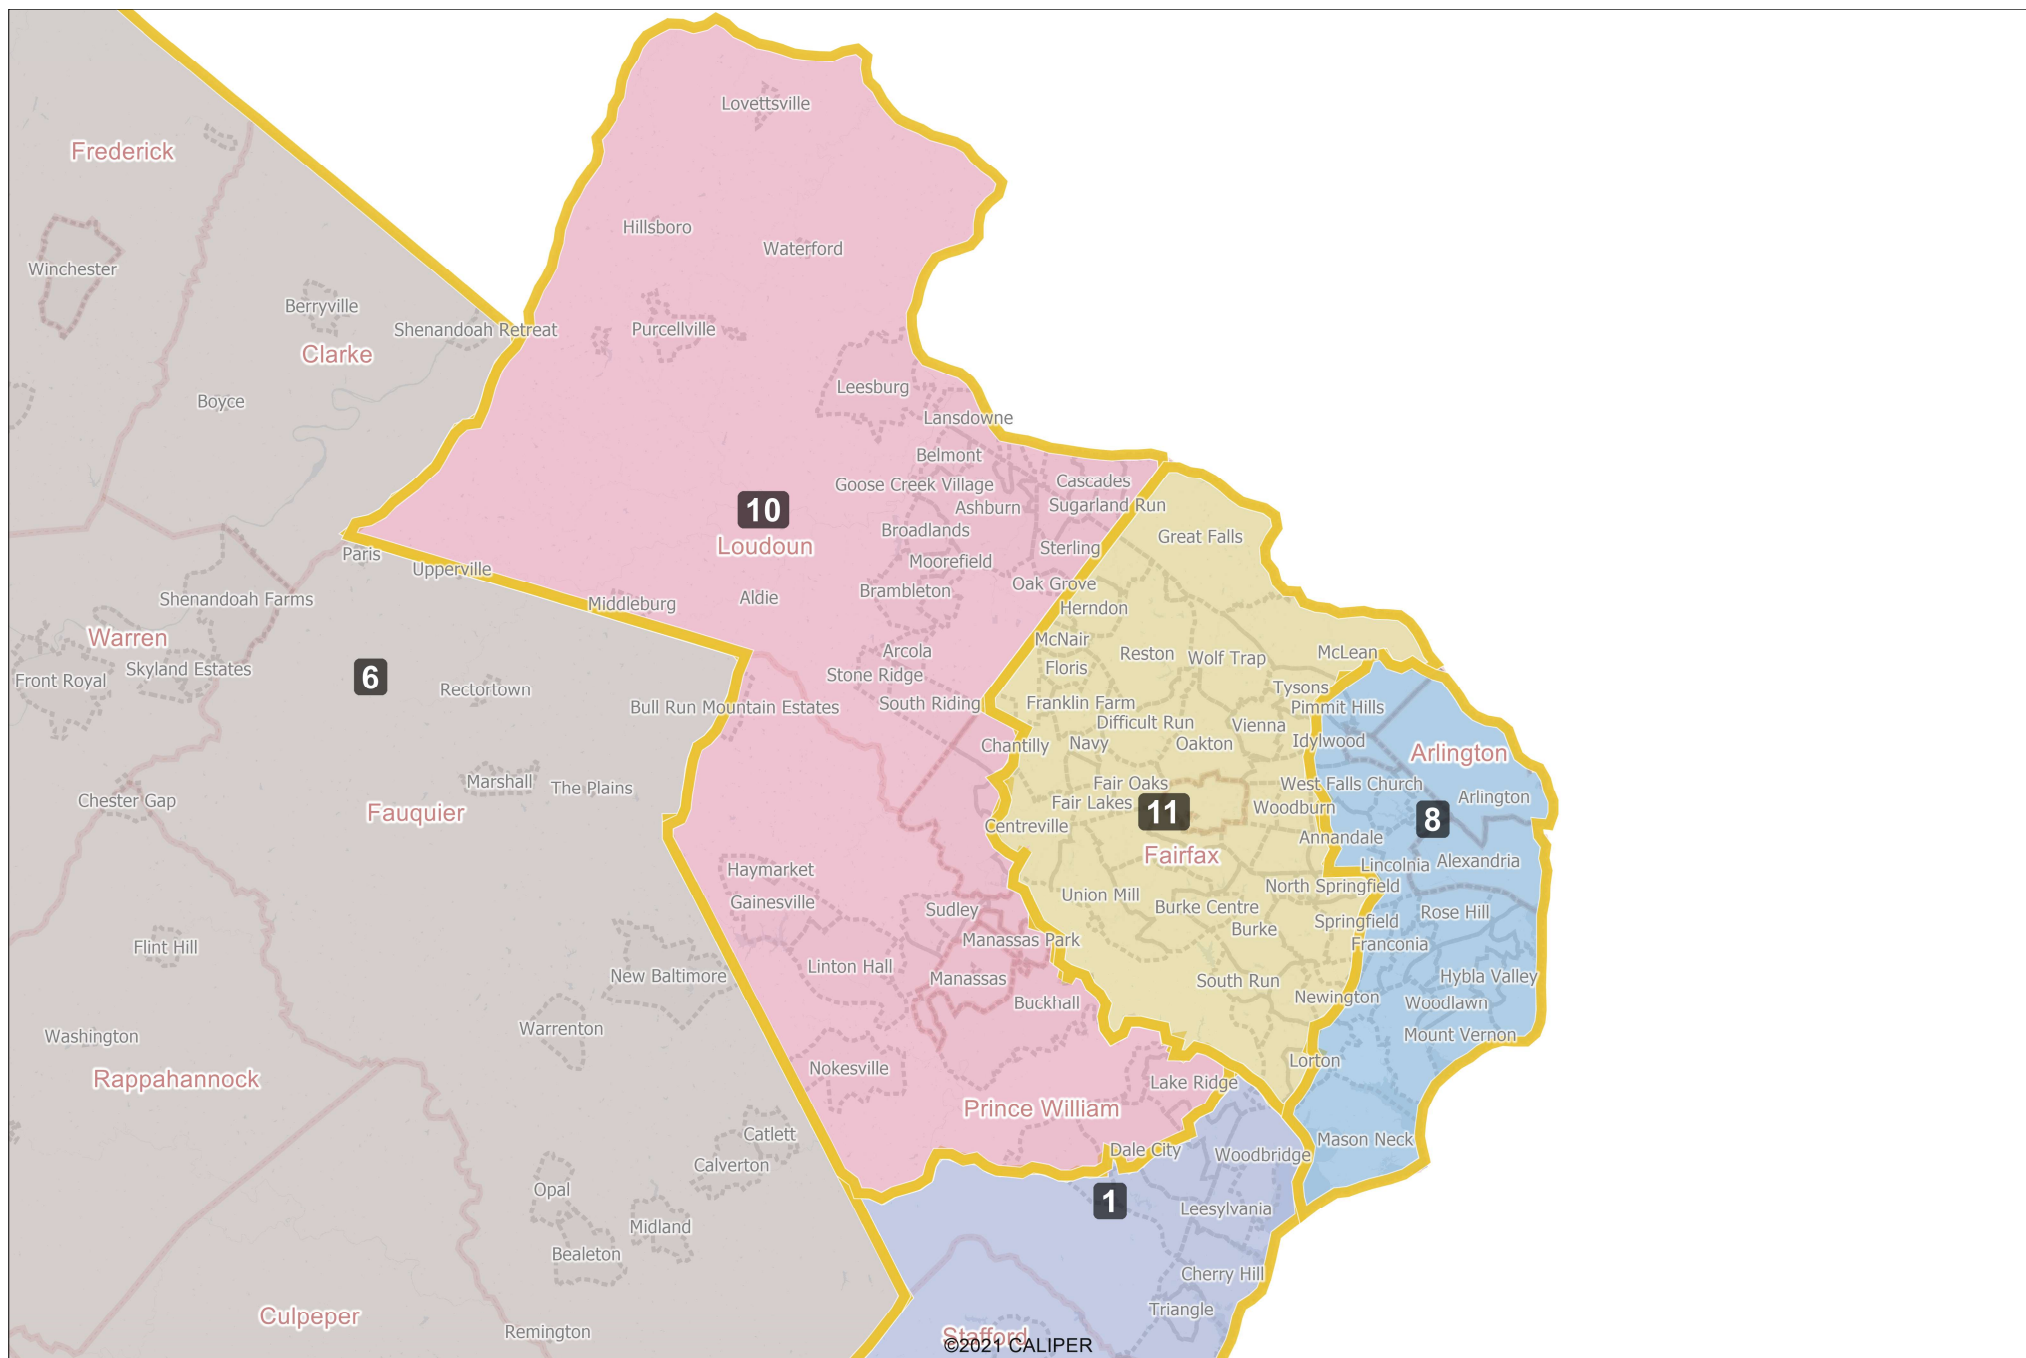 Lovettsville
Frederick
Hillsboro
Waterford
Winchester
Berryville
Shenandoah Retreat
Purcellville
Clarke
Leesburg
Boyce
Lansdowne
Belmont
Goose Creek Village
Cascades
Ashburn
Sugarland Run
10
Broadlands
Great Falls
Loudoun
Sterling
Paris
Moorefield
Upperville
Oak Grove
Shenandoah Farms
Middleburg
Aldie
Brambleton
Herndon
Warren
McNair
Arcola
Reston
Wolf Trap
McLean
Skyland Estates
Front Royal
6
Stone Ridge
Floris
Rectortown
Tysons
Bull Run Mountain Estates
South Riding
Franklin Farm
Pimmit Hills
Difficult Run
Vienna
Chantilly
Navy
Oakton
Idylwood
Arlington
Marshall
The Plains
Fair Oaks
West Falls Church
Chester Gap
Fauquier
Fair Lakes
11
Woodburn
Arlington
Centreville
8
Annandale
Fairfax
Haymarket
Lincolnia
Alexandria
Gainesville
Union Mill
North Springfield
Sudley
Burke Centre
Rose Hill
Burke
Springfield
Flint Hill
Manassas Park
Franconia
New Baltimore
Linton Hall
Manassas
South Run
Hybla Valley
Buckhall
Newington
Woodlawn
Washington
Warrenton
Mount Vernon
Rappahannock
Nokesville
Lorton
Lake Ridge
Prince William
Catlett
Mason Neck
Calverton
Dale City
Woodbridge
Opal
1
Leesylvania
Midland
Bealeton
Cherry Hill
Culpeper
Triangle
Remington
Stafford
©2021 CALIPER